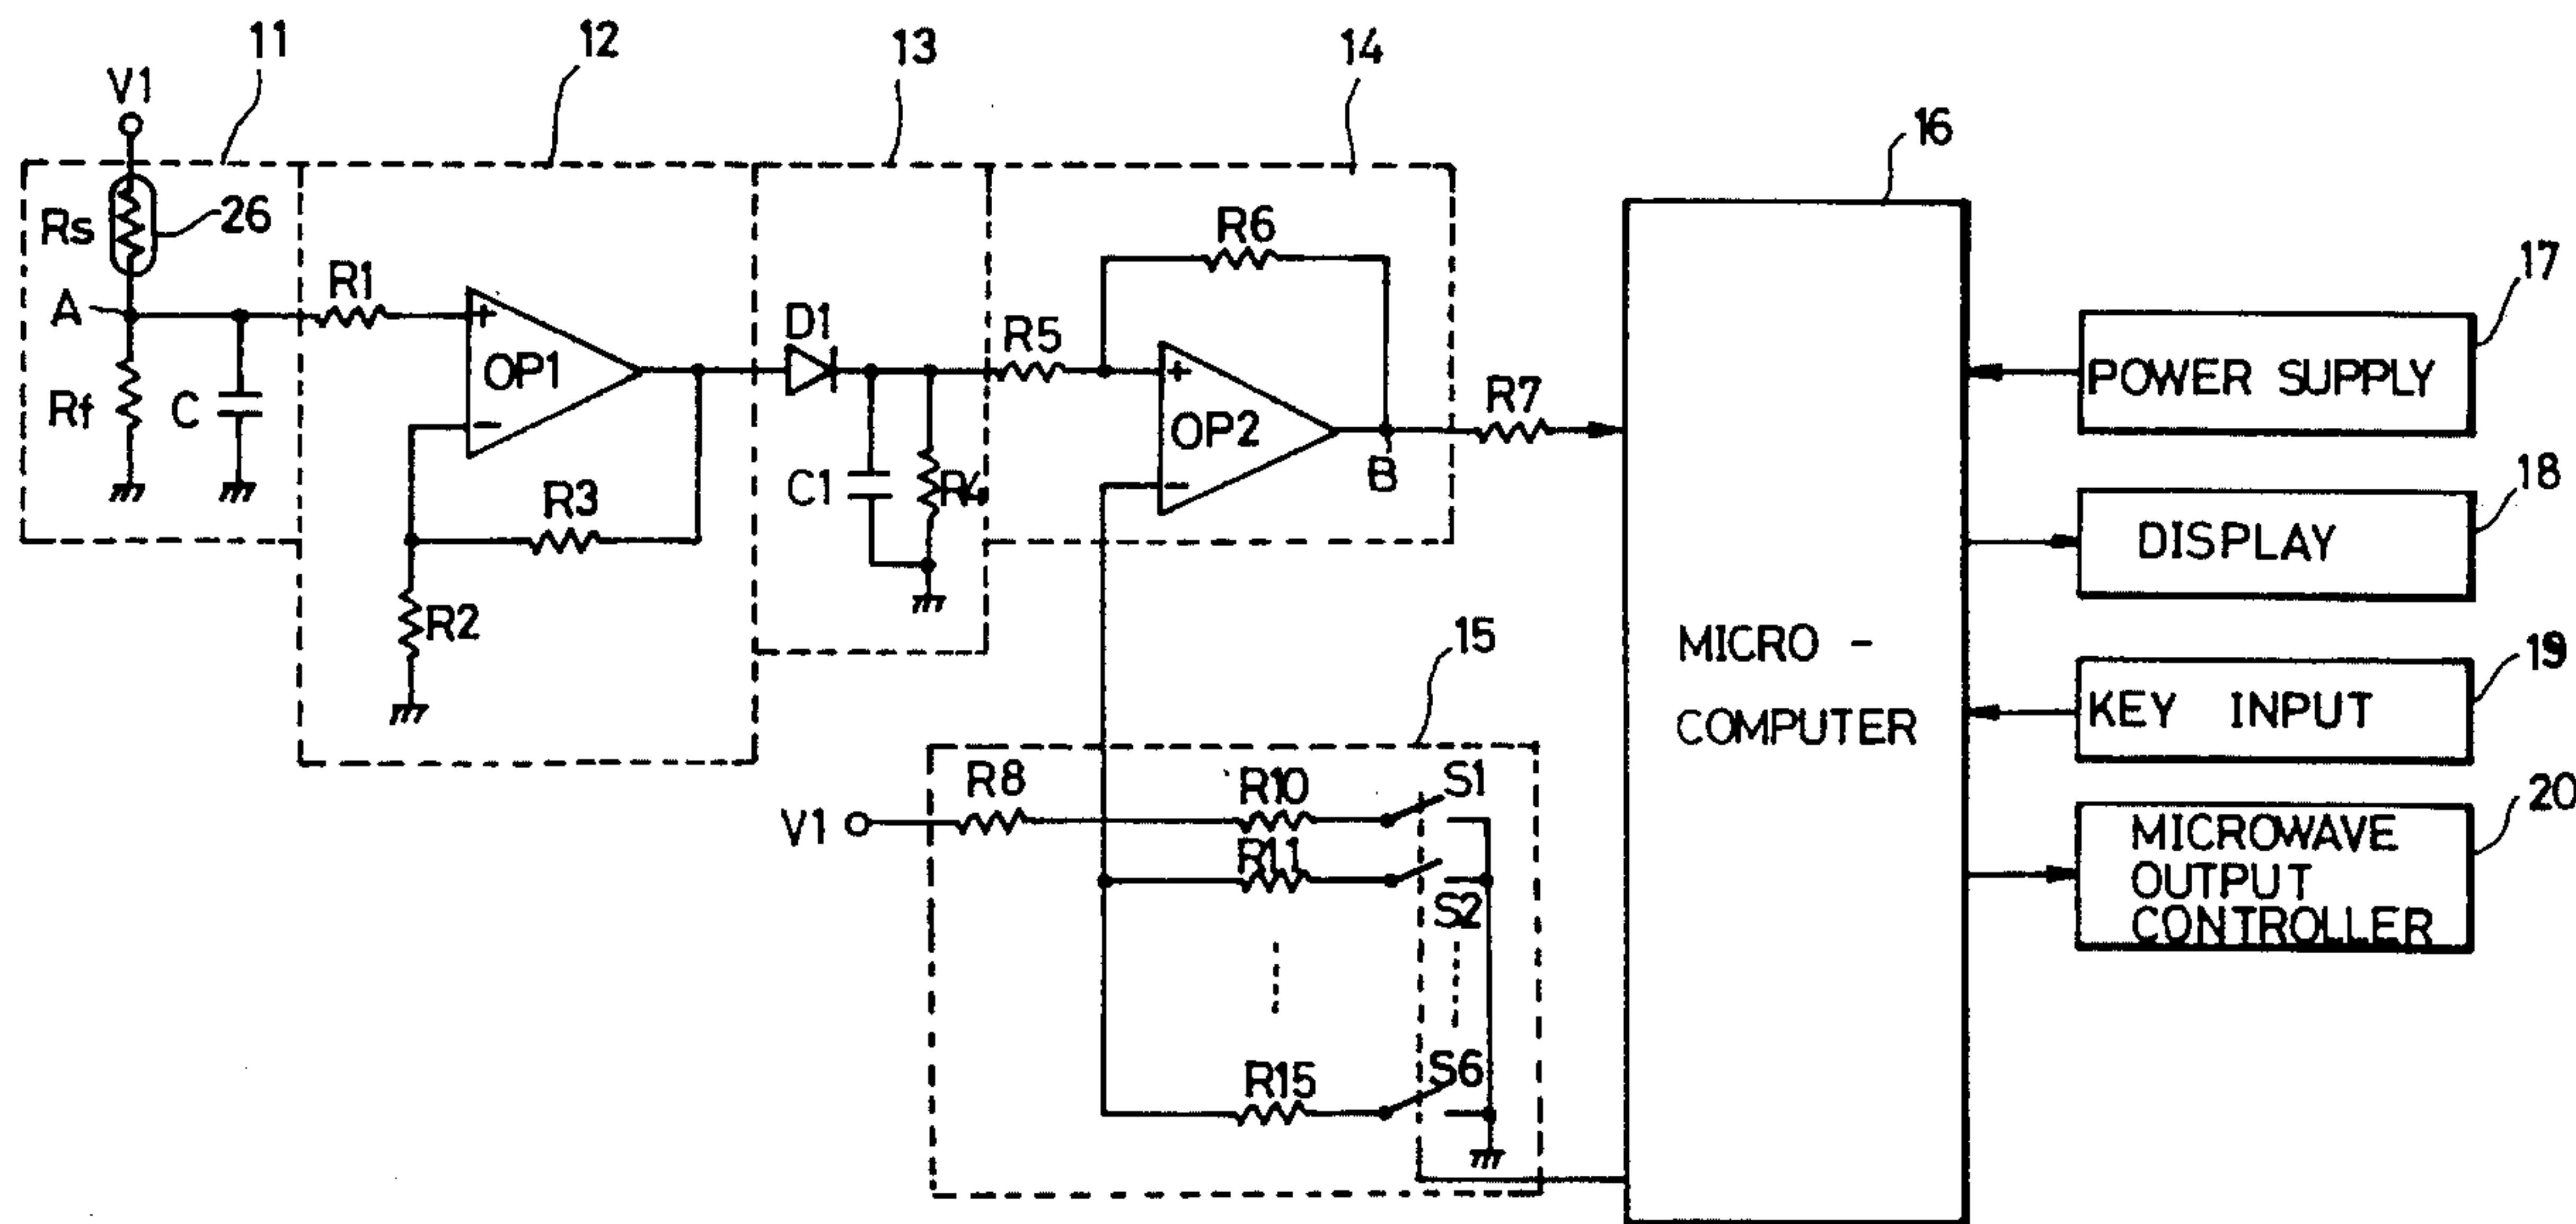 11
12
13
14
V1
16
Rs
26
R6
17
A
R1
+
D1
R5
+
OP1
OP2
R7
POWER SUPPLY
Rf
C
-
C1
R4
-
B
18
R3
DISPLAY
R2
15
MICRO -
COMPUTER
19
KEY INPUT
R8
R10
S1
20
V1
R11
S2
MICROWAVE
OUTPUT
CONTROLLER
R15
S6